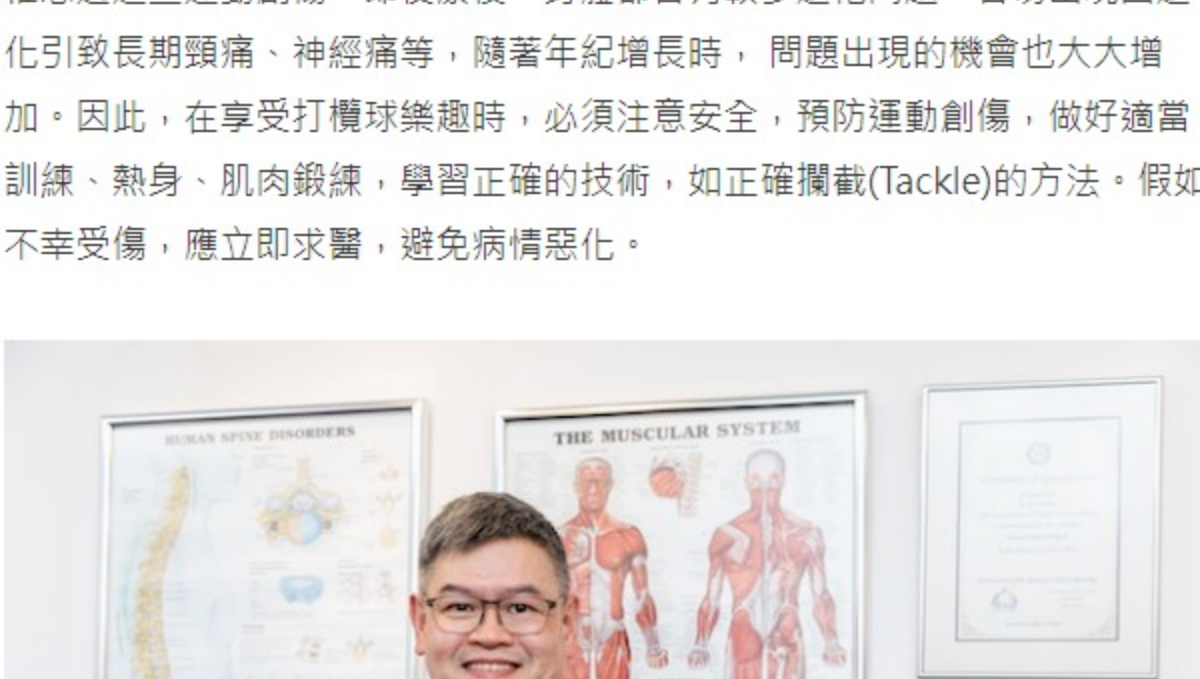 化引致長期頸痛、神經痛等，隨著年紀增長時， 問題出現的機會也大大增
加。因此，在享受打欖球樂趣時，必須注意安全，預防運動創傷，做好適當
訓練、熱身、肌肉鍛練，學習正確的技術，如正確攔截(Tackle)的方法。假如
不幸受傷，應立即求醫，避免病情惡化。
HUMAN SPINE DISORDERS
THE MUSCULAR SYSTEM